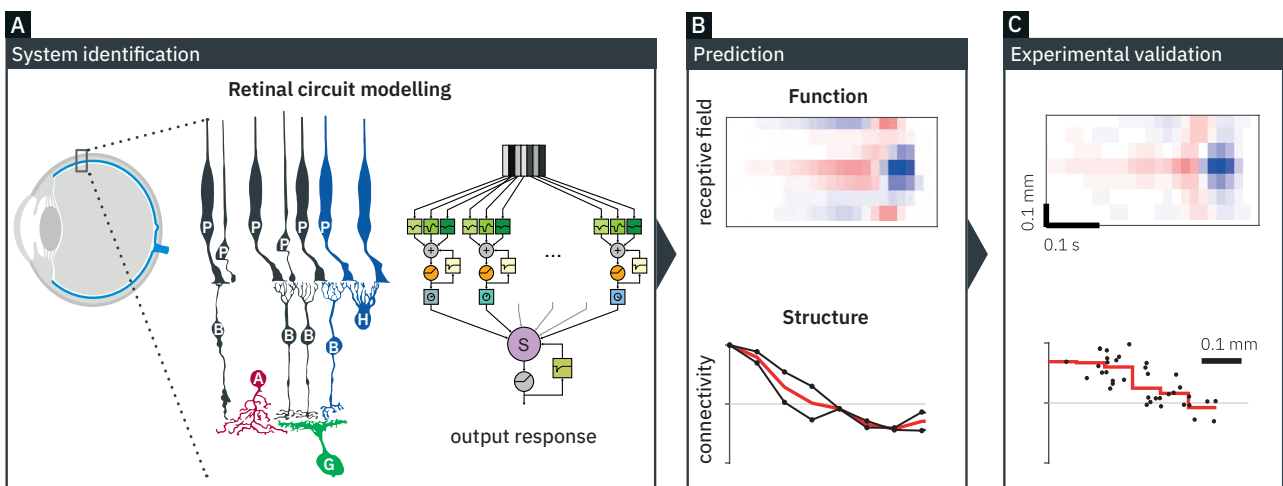 A
System identification
Retinal circuit modelling
P
P
P
P
P
P
B
B
B
B
H
A
G
+
+
+
...
S
output response
B
Prediction
Function
receptive field
Structure
connectivity
C
Experimental validation
0.1 mm
0.1 s
0.1 mm